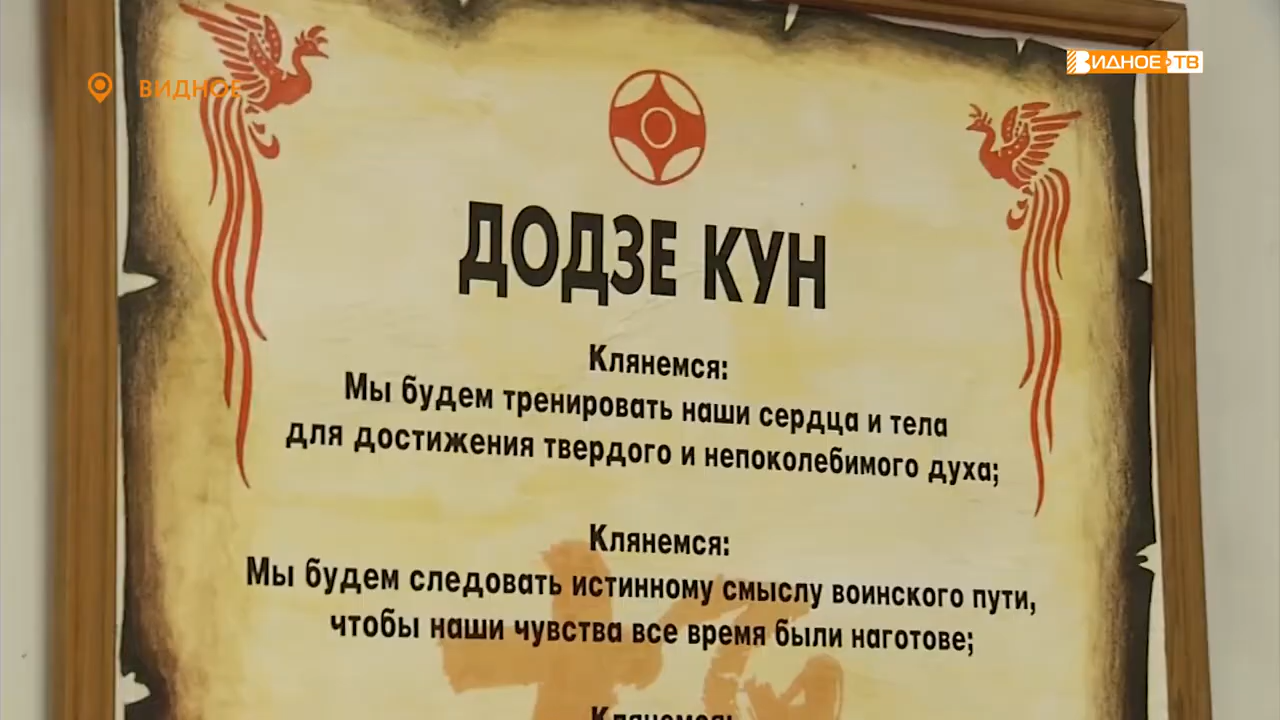 ВИДНОЕ
ВИДНОЕ ТВ
ДОДЗЕ КУН
Клянемся:
Мы будем тренировать наши сердца и тела
для достижения твердого и непоколебимого духа;
Клянемся:
Мы будем следовать истинному смыслу воинского пути,
чтобы наши чувства все время были наготове;
Клянемся: